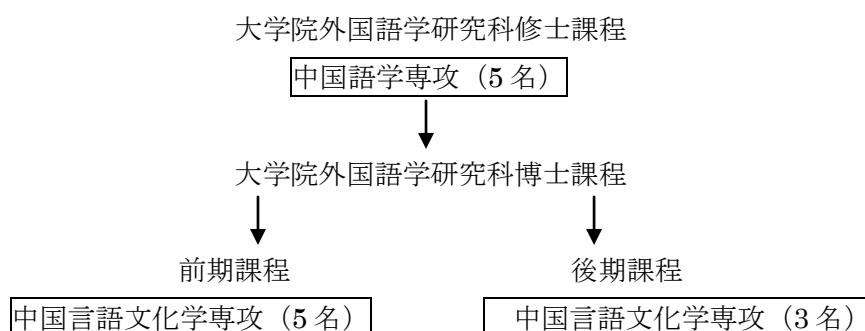 大学院外国語学研究科修士課程
中国語学専攻（5 名）
大学院外国語学研究科博士課程
前期課程
後期課程
中国言語文化学専攻（5 名）
中国言語文化学専攻（3 名）